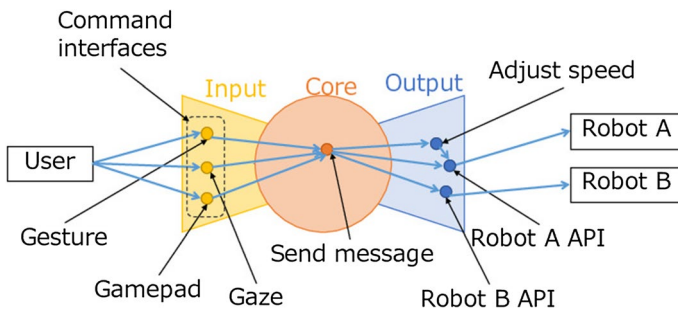 Command
interfaces
Input
Core
Output
Adjust speed
User
Robot A
Robot B
Gesture
Gamepad
Gaze
Send message
Robot A API
Robot B API